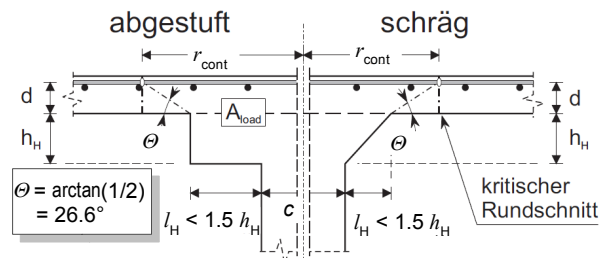 abgestuft
schräg
r_cont
r_cont
d
A_load
d
h_H
Θ
Θ
h_H
Θ = arctan(1/2)
= 26.6°
c
l_H < 1.5 h_H
l_H < 1.5 h_H
kritischer
Rundschnitt